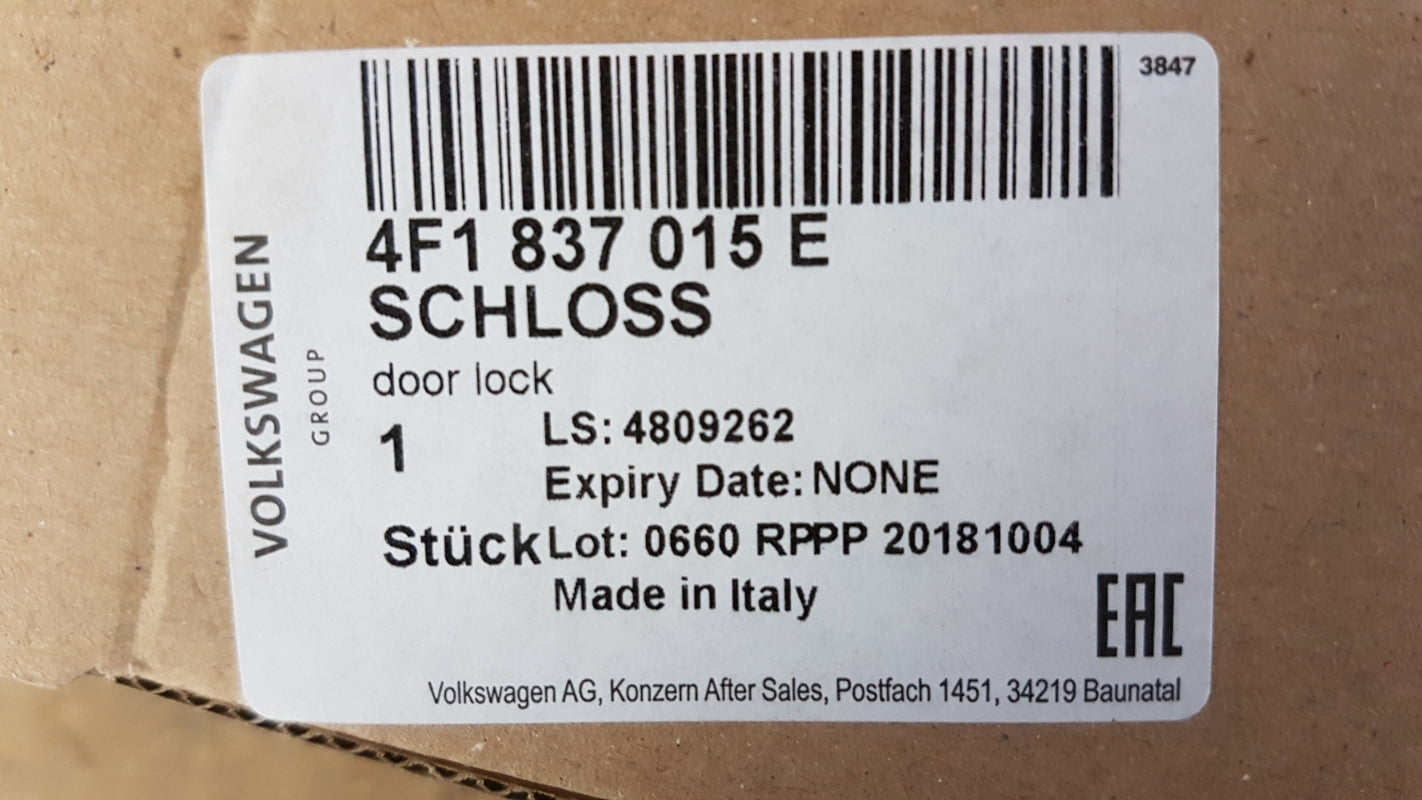 3847
VOLKSWAGEN
GROUP
4F1 837 015 E
SCHLOSS
door lock
1
LS: 4809262
Expiry Date: NONE
Stück Lot: 0660 RPPP 20181004
Made in Italy
EAC
Volkswagen AG, Konzern After Sales, Postfach 1451, 34219 Baunatal